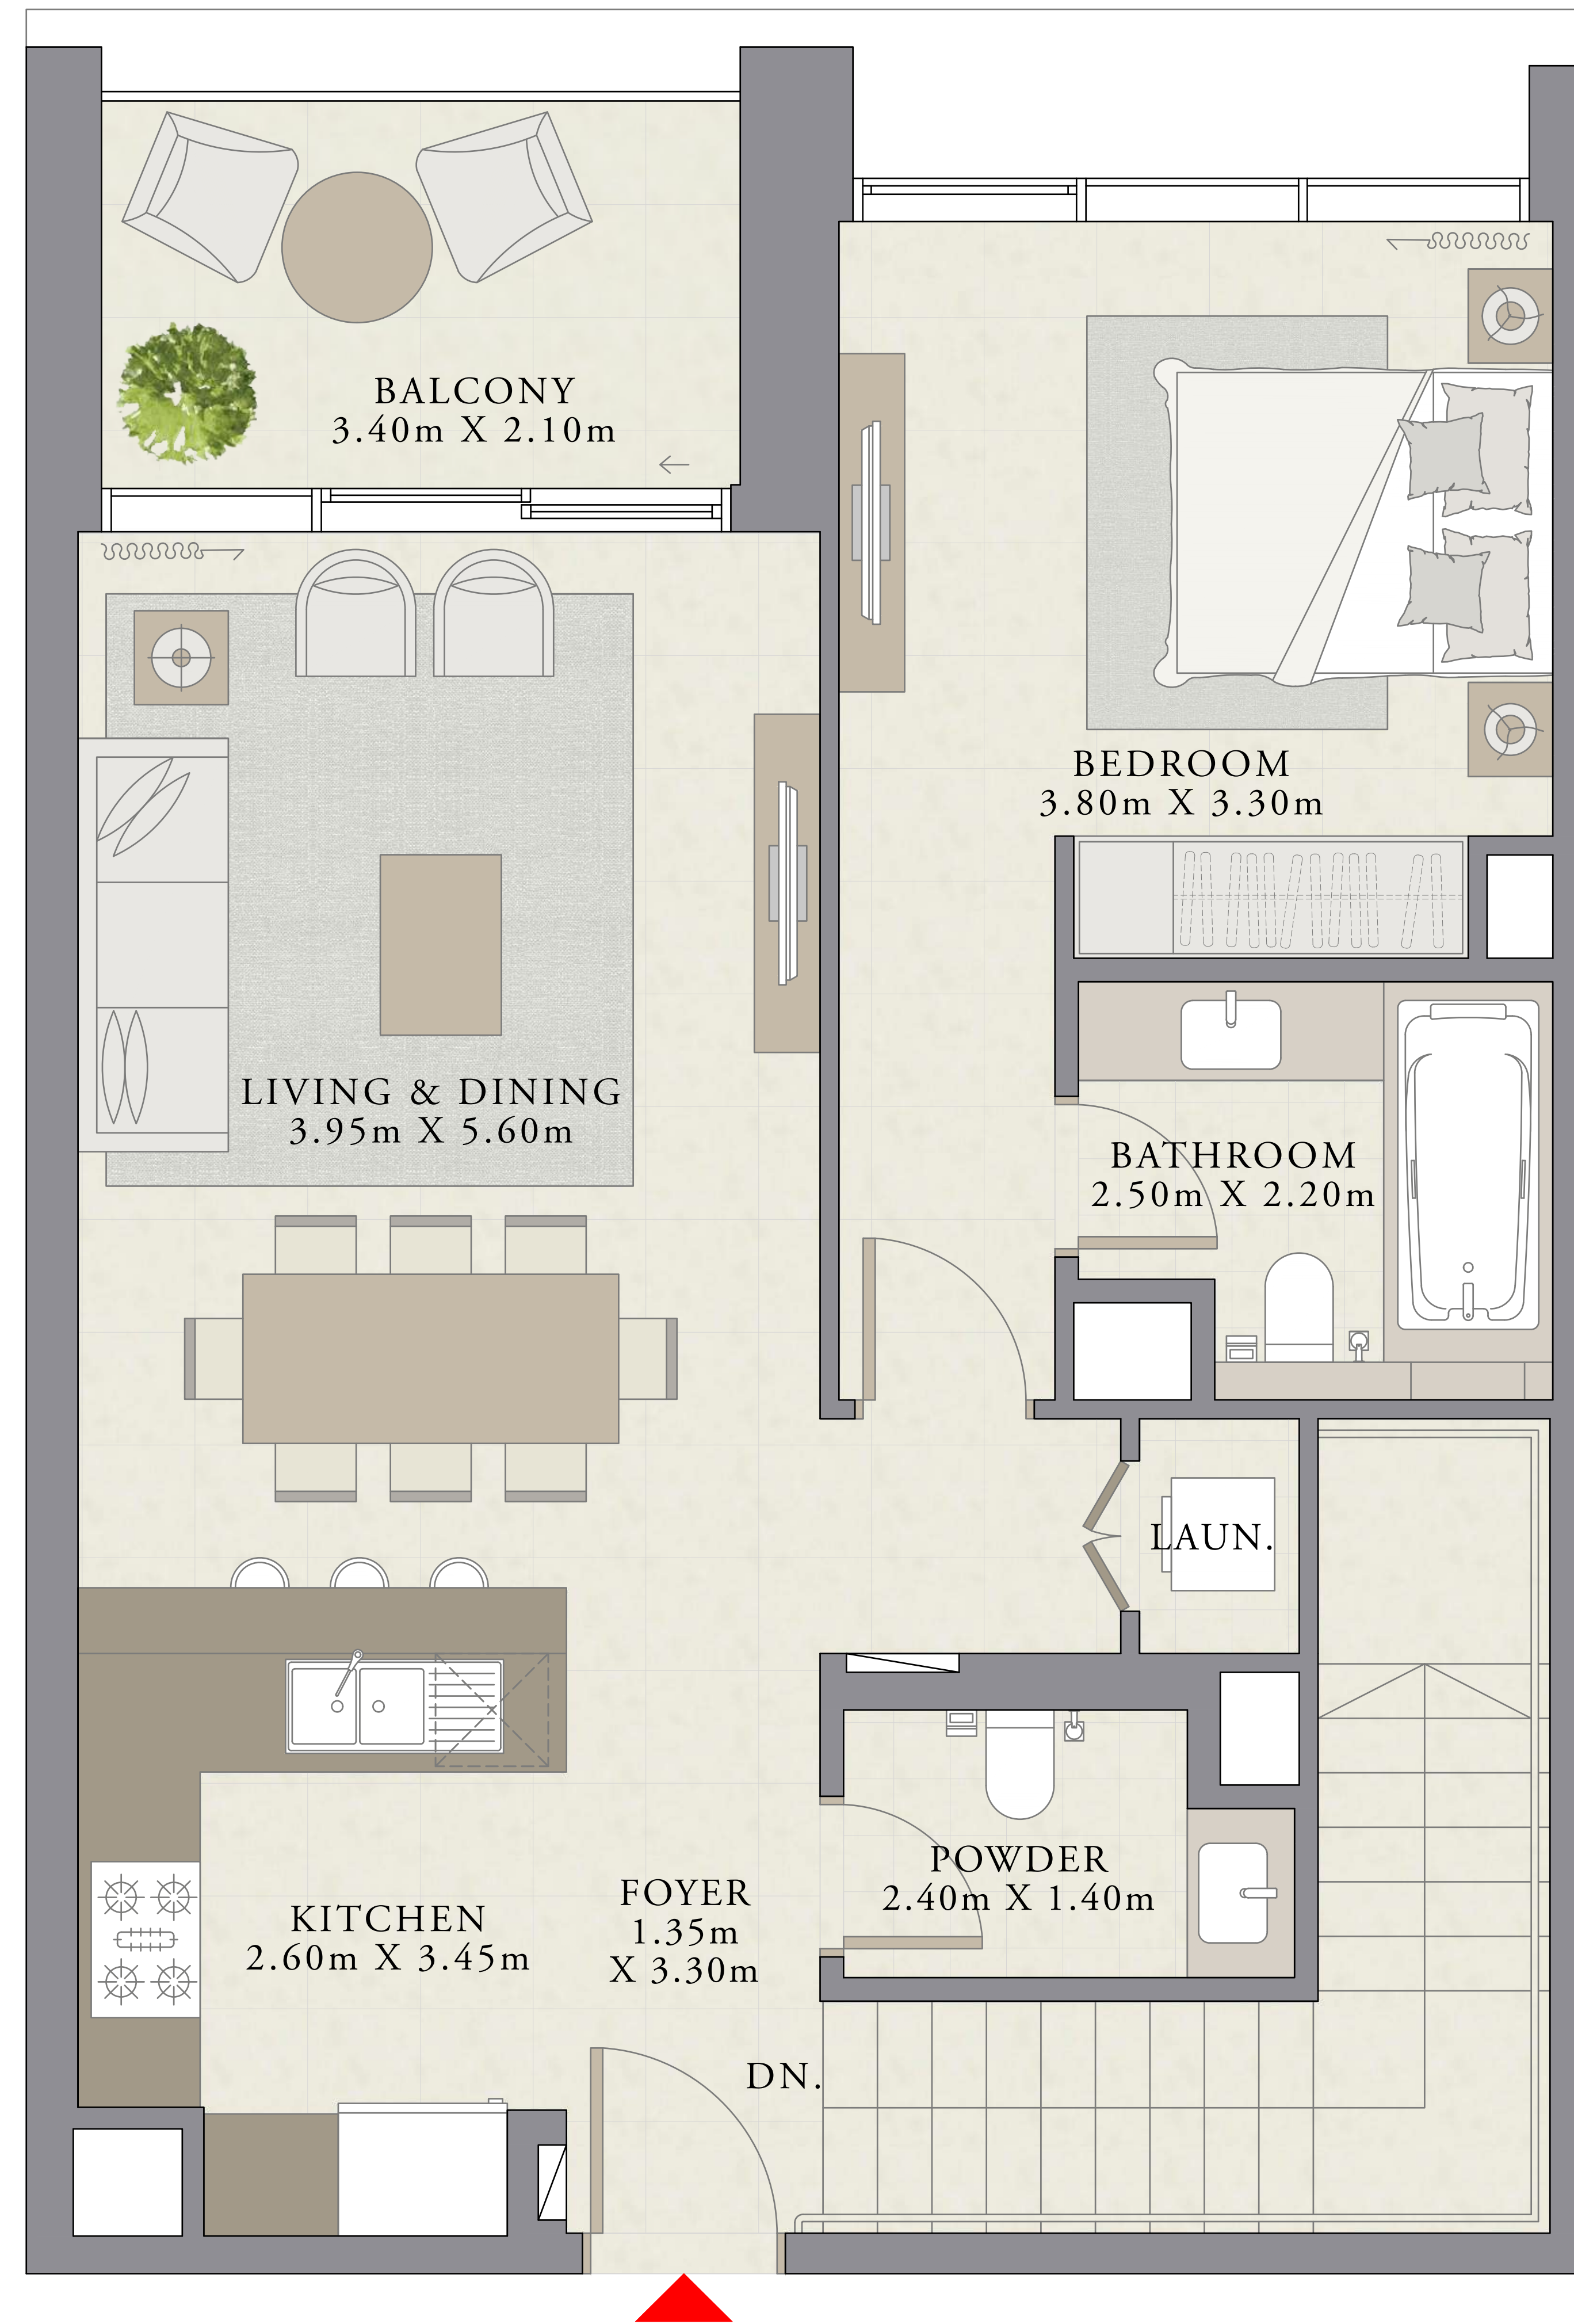 BALCONY
3.40m X 2.10m
BEDROOM
3.80m X 3.30m
LIVING & DINING
3.95m X 5.60m
BATHROOM
2.50m X 2.20m
LAUN.
POWDER
2.40m X 1.40m
FOYER
1.35m
X 3.30m
KITCHEN
2.60m X 3.45m
DN.